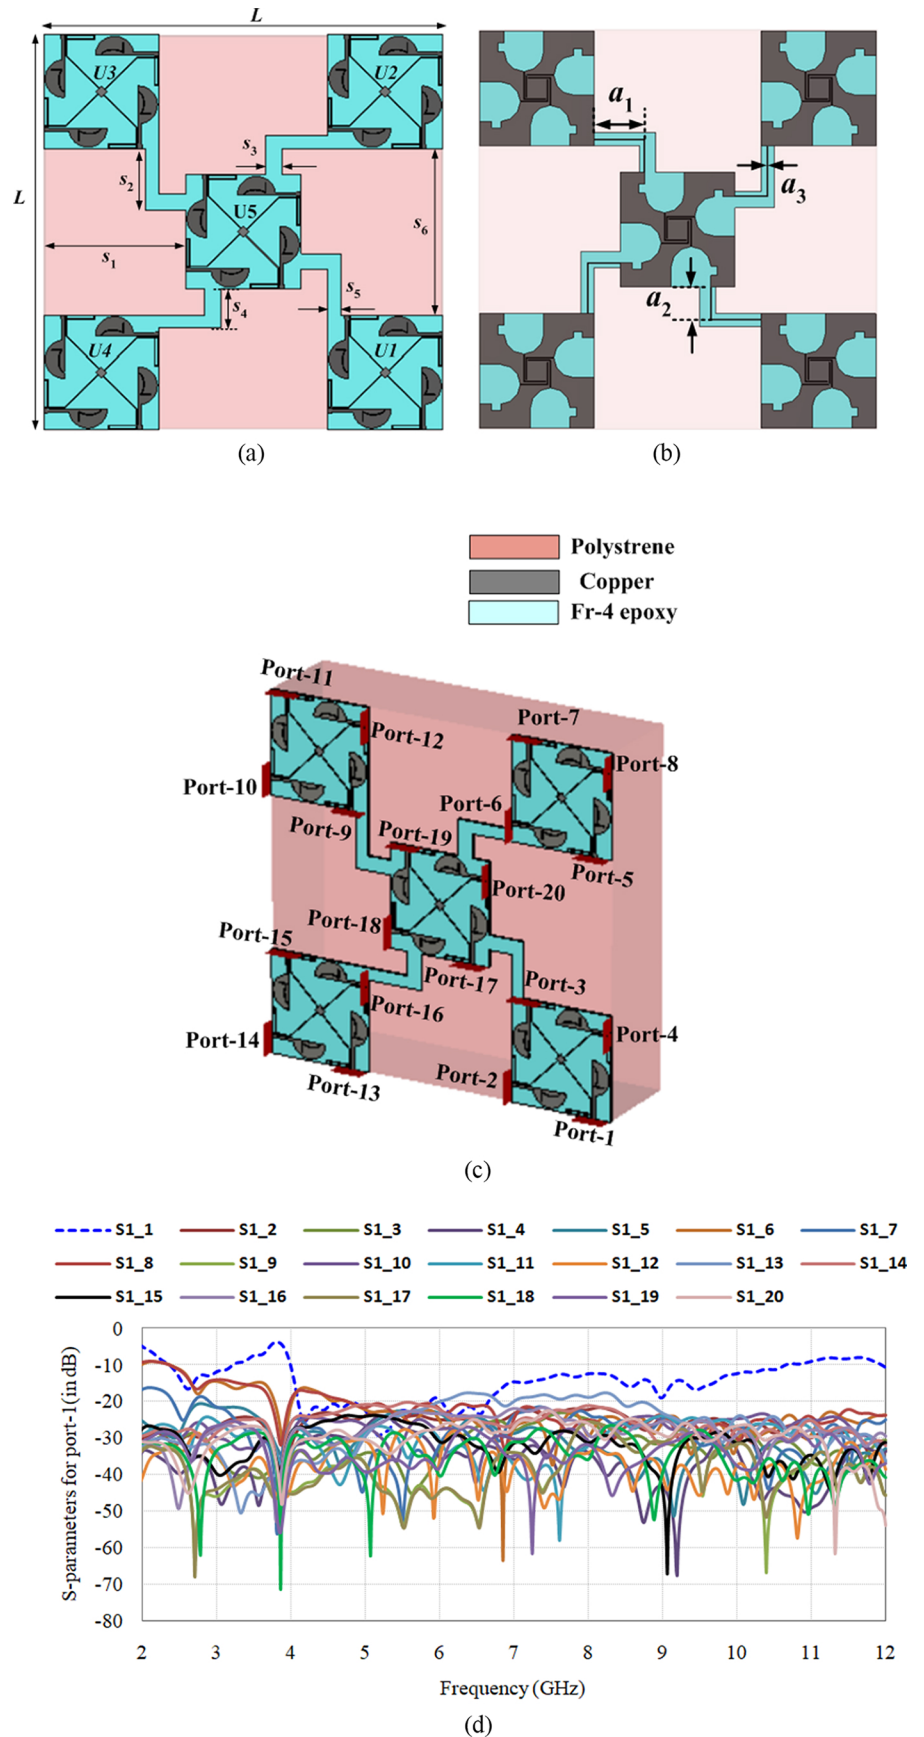 L
U3
U2
s3
s2
U5
L
s6
s1
s5
s4
U4
U1
(a)
a1
a3
a2
(b)
Polystrene
Copper
Fr-4 epoxy
Port-11
Port-7
Port-12
Port-8
Port-10
Port-6
Port-9
Port-19
Port-5
Port-20
Port-18
Port-15
Port-17
Port-3
Port-16
Port-4
Port-14
Port-2
Port-13
Port-1
(c)
S1_1 S1_2 S1_3 S1_4 S1_5 S1_6 S1_7
S1_8 S1_9 S1_10 S1_11 S1_12 S1_13 S1_14
S1_15 S1_16 S1_17 S1_18 S1_19 S1_20
S-parameters for port-1(in dB)
0
-10
-20
-30
-40
-50
-60
-70
-80
2 3 4 5 6 7 8 9 10 11 12
Frequency (GHz)
(d)